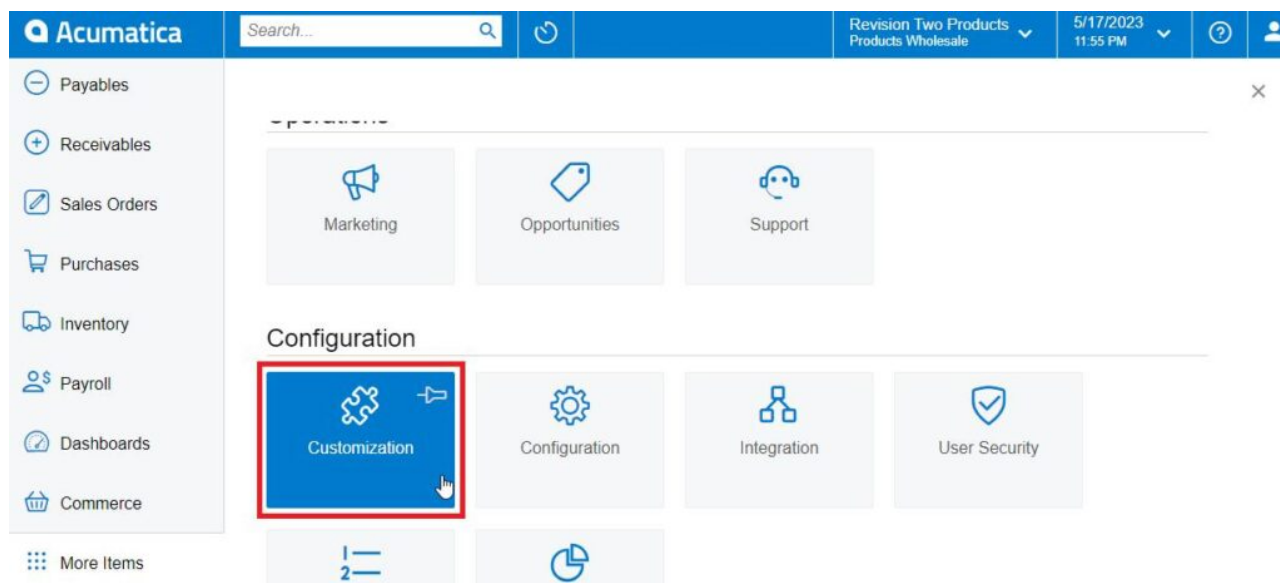 Acumatica
Search...
Revision Two Products
Products Wholesale
5/17/2023
11:55 PM
Payables
Receivables
Sales Orders
Purchases
Inventory
Payroll
Dashboards
Commerce
More Items
Operations
Marketing
Opportunities
Support
Configuration
Customization
Configuration
Integration
User Security